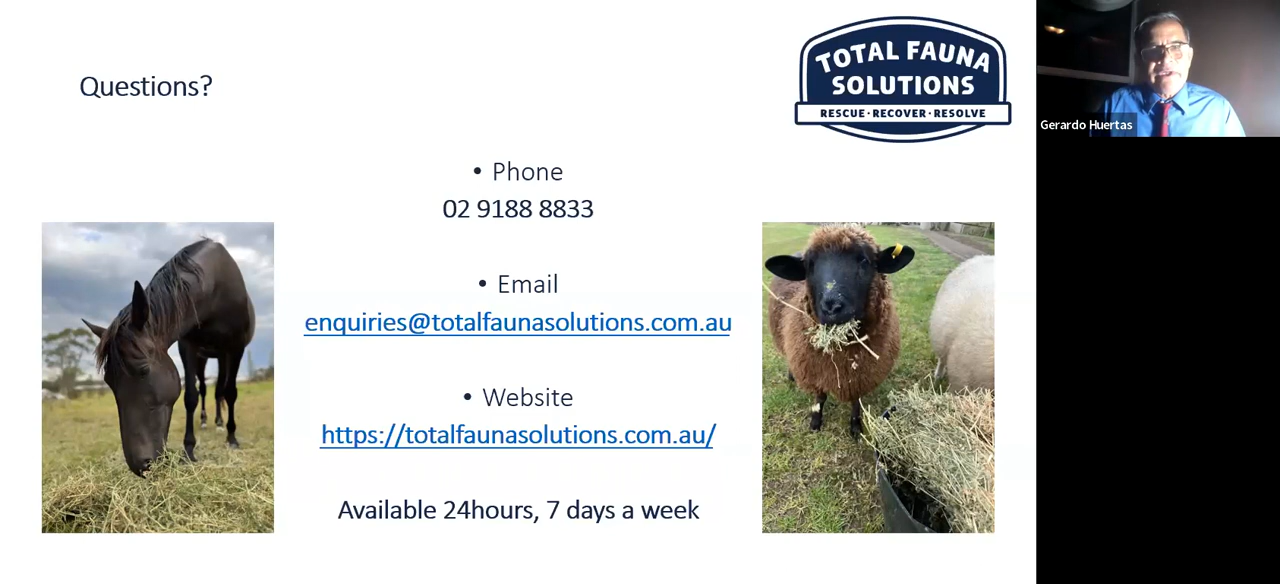 Questions?
TOTAL FAUNA
SOLUTIONS
RESCUE · RECOVER · RESOLVE
Gerardo Huertas
• Phone
02 9188 8833
• Email
enquiries@totalfaunasolutions.com.au
• Website
https://totalfaunasolutions.com.au/
Available 24hours, 7 days a week